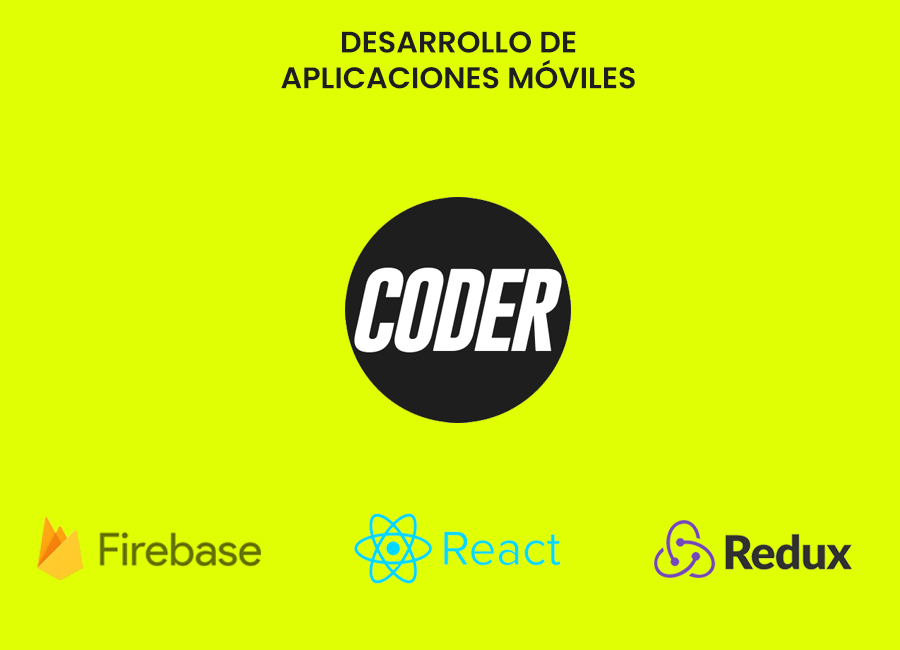 DESARROLLO DE
APLICACIONES MÓVILES
CODER
Firebase
React
Redux